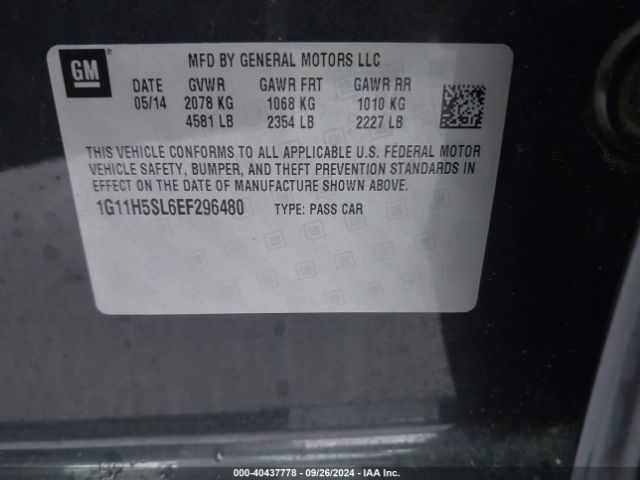 GM
MFD BY GENERAL MOTORS LLC
DATE GVWR GAWR FRT GAWR RR
05/14 2078 KG 1068 KG 1010 KG
4581 LB 2354 LB 2227 LB
THIS VEHICLE CONFORMS TO ALL APPLICABLE U.S. FEDERAL MOTOR
VEHICLE SAFETY, BUMPER, AND THEFT PREVENTION STANDARDS IN
EFFECT ON THE DATE OF MANUFACTURE SHOWN ABOVE.
1G11H5SL6EF296480 TYPE: PASS CAR
000-40437778 - 09/26/2024 - IAA Inc.